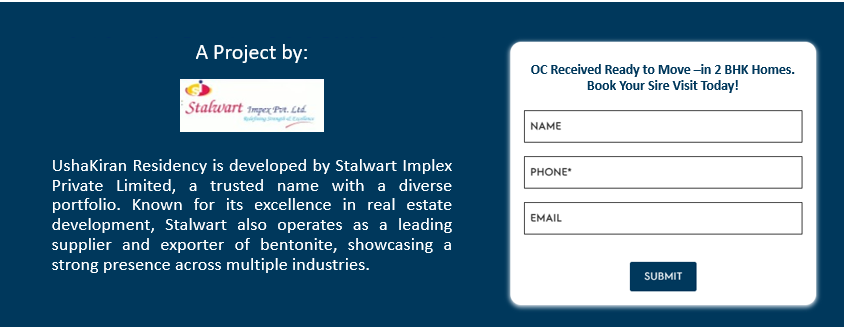 A Project by:
Stalwart Impex Pvt. Ltd.
Redefining Strength & Excellence
UshaKiran Residency is developed by Stalwart Implex
Private Limited, a trusted name with a diverse
portfolio. Known for its excellence in real estate
development, Stalwart also operates as a leading
supplier and exporter of bentonite, showcasing a
strong presence across multiple industries.
OC Received Ready to Move –in 2 BHK Homes.
Book Your Sire Visit Today!
NAME
PHONE*
EMAIL
SUBMIT